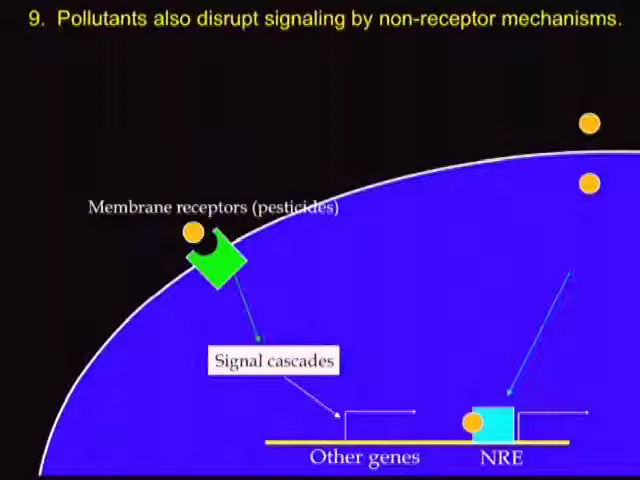 9. Pollutants also disrupt signaling by non-receptor mechanisms.
Membrane receptors (pesticides)
Signal cascades
Other genes
NRE